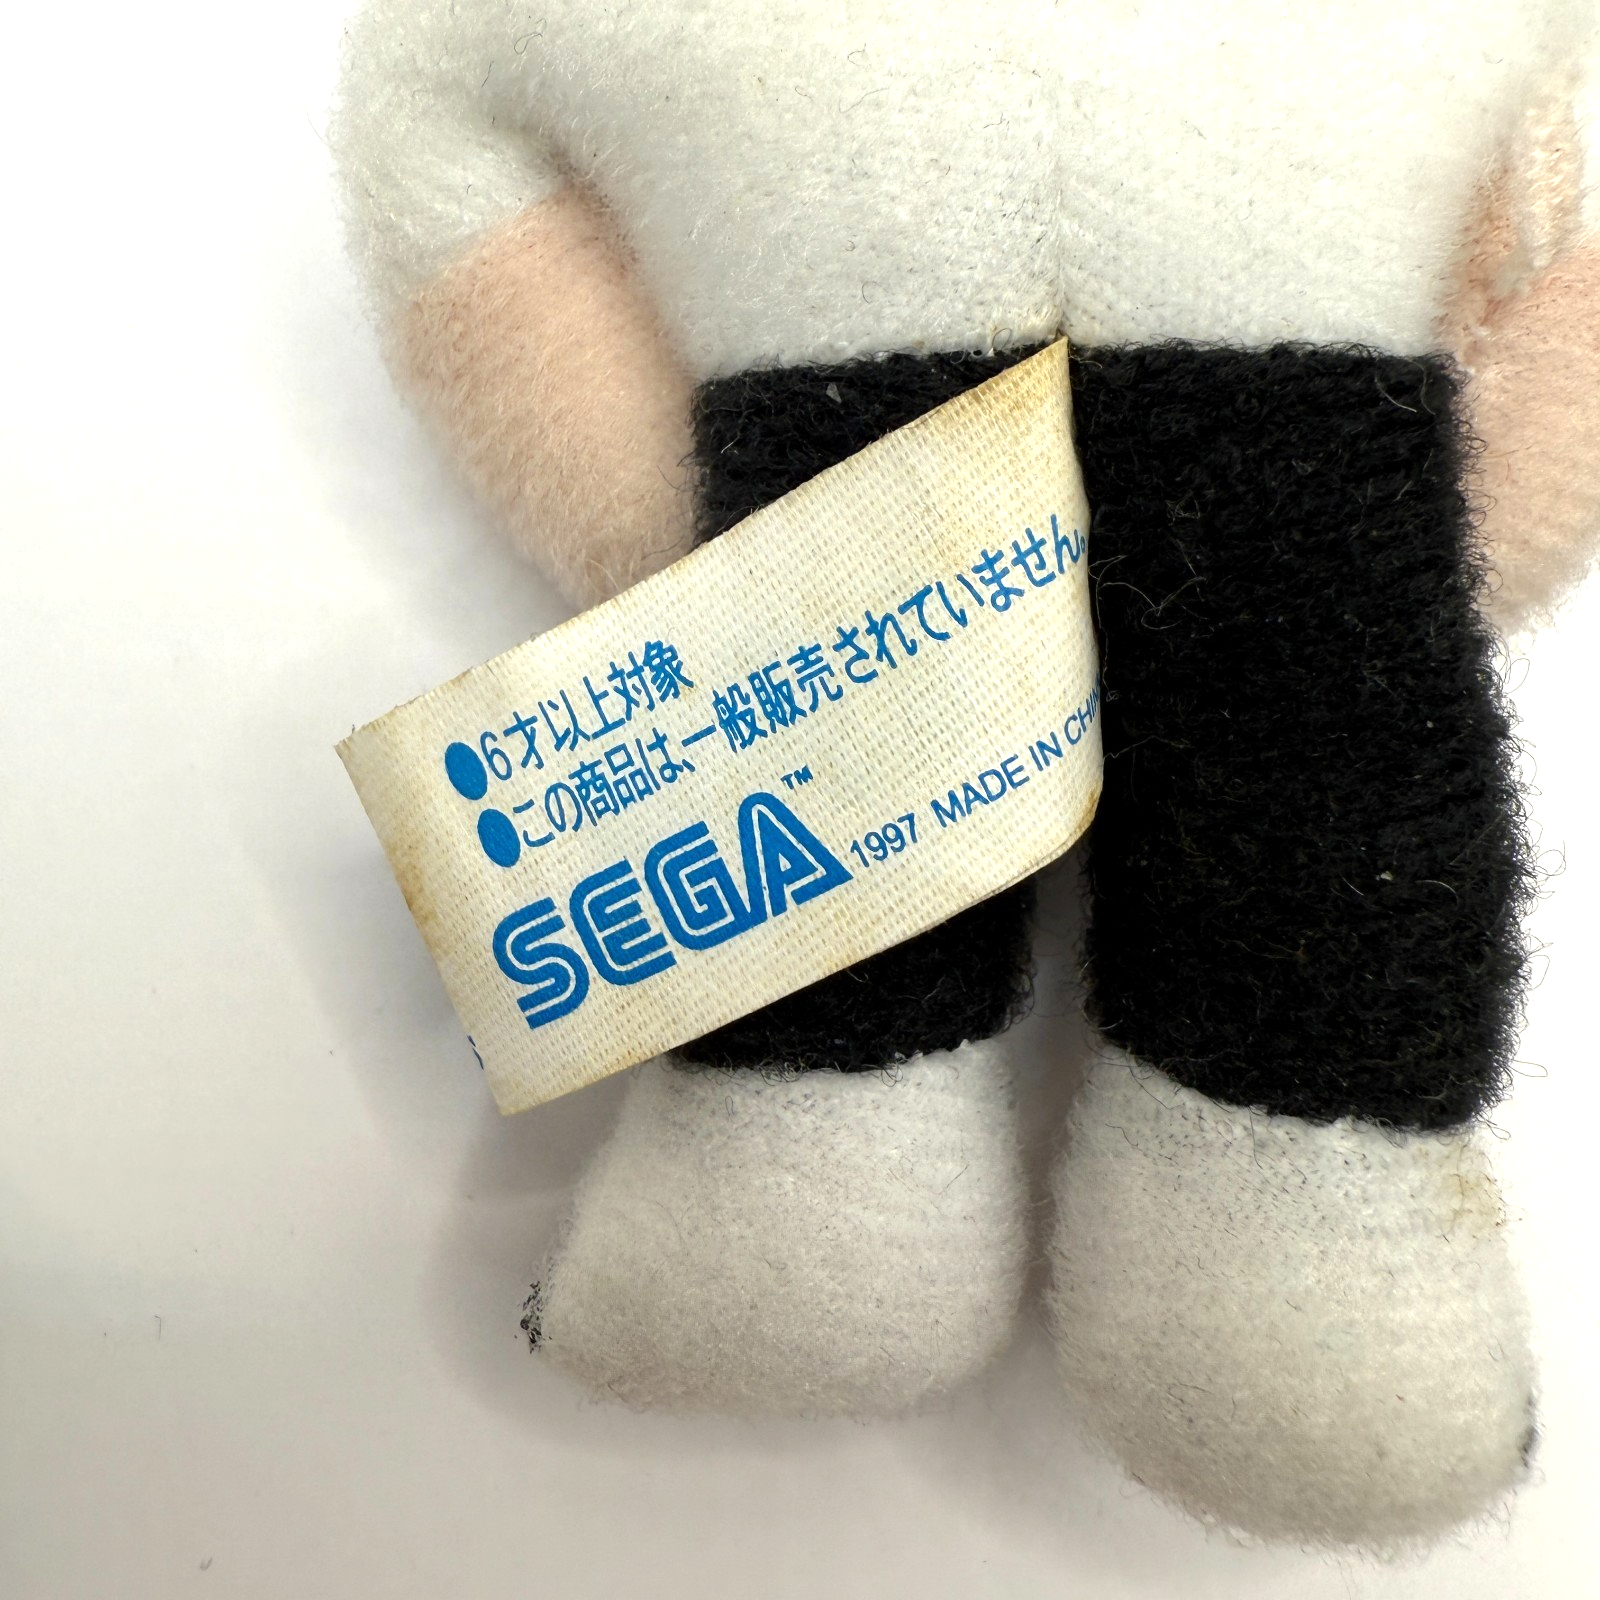 ●6才以上対象
●この商品は、一般販売されていません。
SEGA™ 1997 MADE IN CHIN